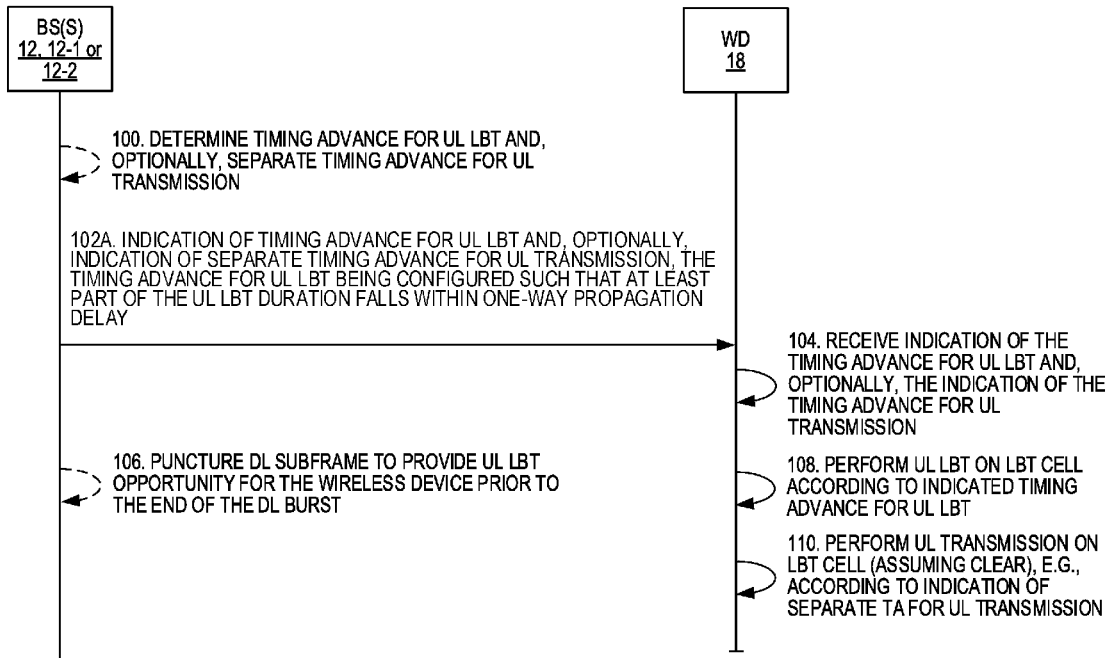 BS(S)
12, 12-1 or
12-2
WD
18
100. DETERMINE TIMING ADVANCE FOR UL LBT AND,
OPTIONALLY, SEPARATE TIMING ADVANCE FOR UL
TRANSMISSION
102A. INDICATION OF TIMING ADVANCE FOR UL LBT AND, OPTIONALLY,
INDICATION OF SEPARATE TIMING ADVANCE FOR UL TRANSMISSION, THE
TIMING ADVANCE FOR UL LBT BEING CONFIGURED SUCH THAT AT LEAST
PART OF THE UL LBT DURATION FALLS WITHIN ONE-WAY PROPAGATION
DELAY
104. RECEIVE INDICATION OF THE
TIMING ADVANCE FOR UL LBT AND,
OPTIONALLY, THE INDICATION OF THE
TIMING ADVANCE FOR UL
TRANSMISSION
106. PUNCTURE DL SUBFRAME TO PROVIDE UL LBT
OPPORTUNITY FOR THE WIRELESS DEVICE PRIOR TO
THE END OF THE DL BURST
108. PERFORM UL LBT ON LBT CELL
ACCORDING TO INDICATED TIMING
ADVANCE FOR UL LBT
110. PERFORM UL TRANSMISSION ON
LBT CELL (ASSUMING CLEAR), E.G.,
ACCORDING TO INDICATION OF
SEPARATE TA FOR UL TRANSMISSION